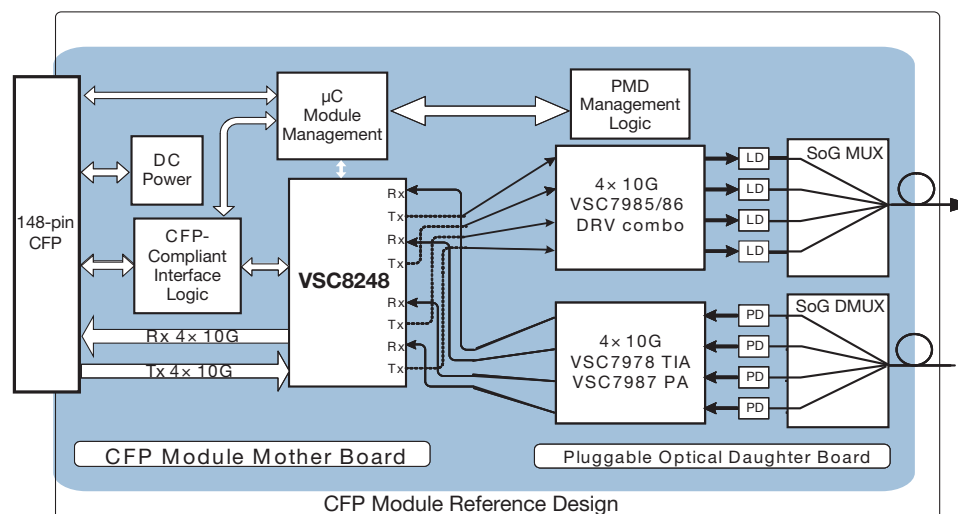 148-pin
CFP
µC
Module
Management
PMD
Management
Logic
DC
Power
CFP-
Compliant
Interface
Logic
VSC8248
Rx
Tx
Rx
Tx
Rx
Tx
Rx
Tx
Rx 4× 10G
Tx 4× 10G
4× 10G
VSC7985/86
DRV combo
LD
LD
LD
LD
SoG MUX
4× 10G
VSC7978 TIA
VSC7987 PA
PD
PD
PD
PD
SoG DMUX
CFP Module Mother Board
Pluggable Optical Daughter Board
CFP Module Reference Design